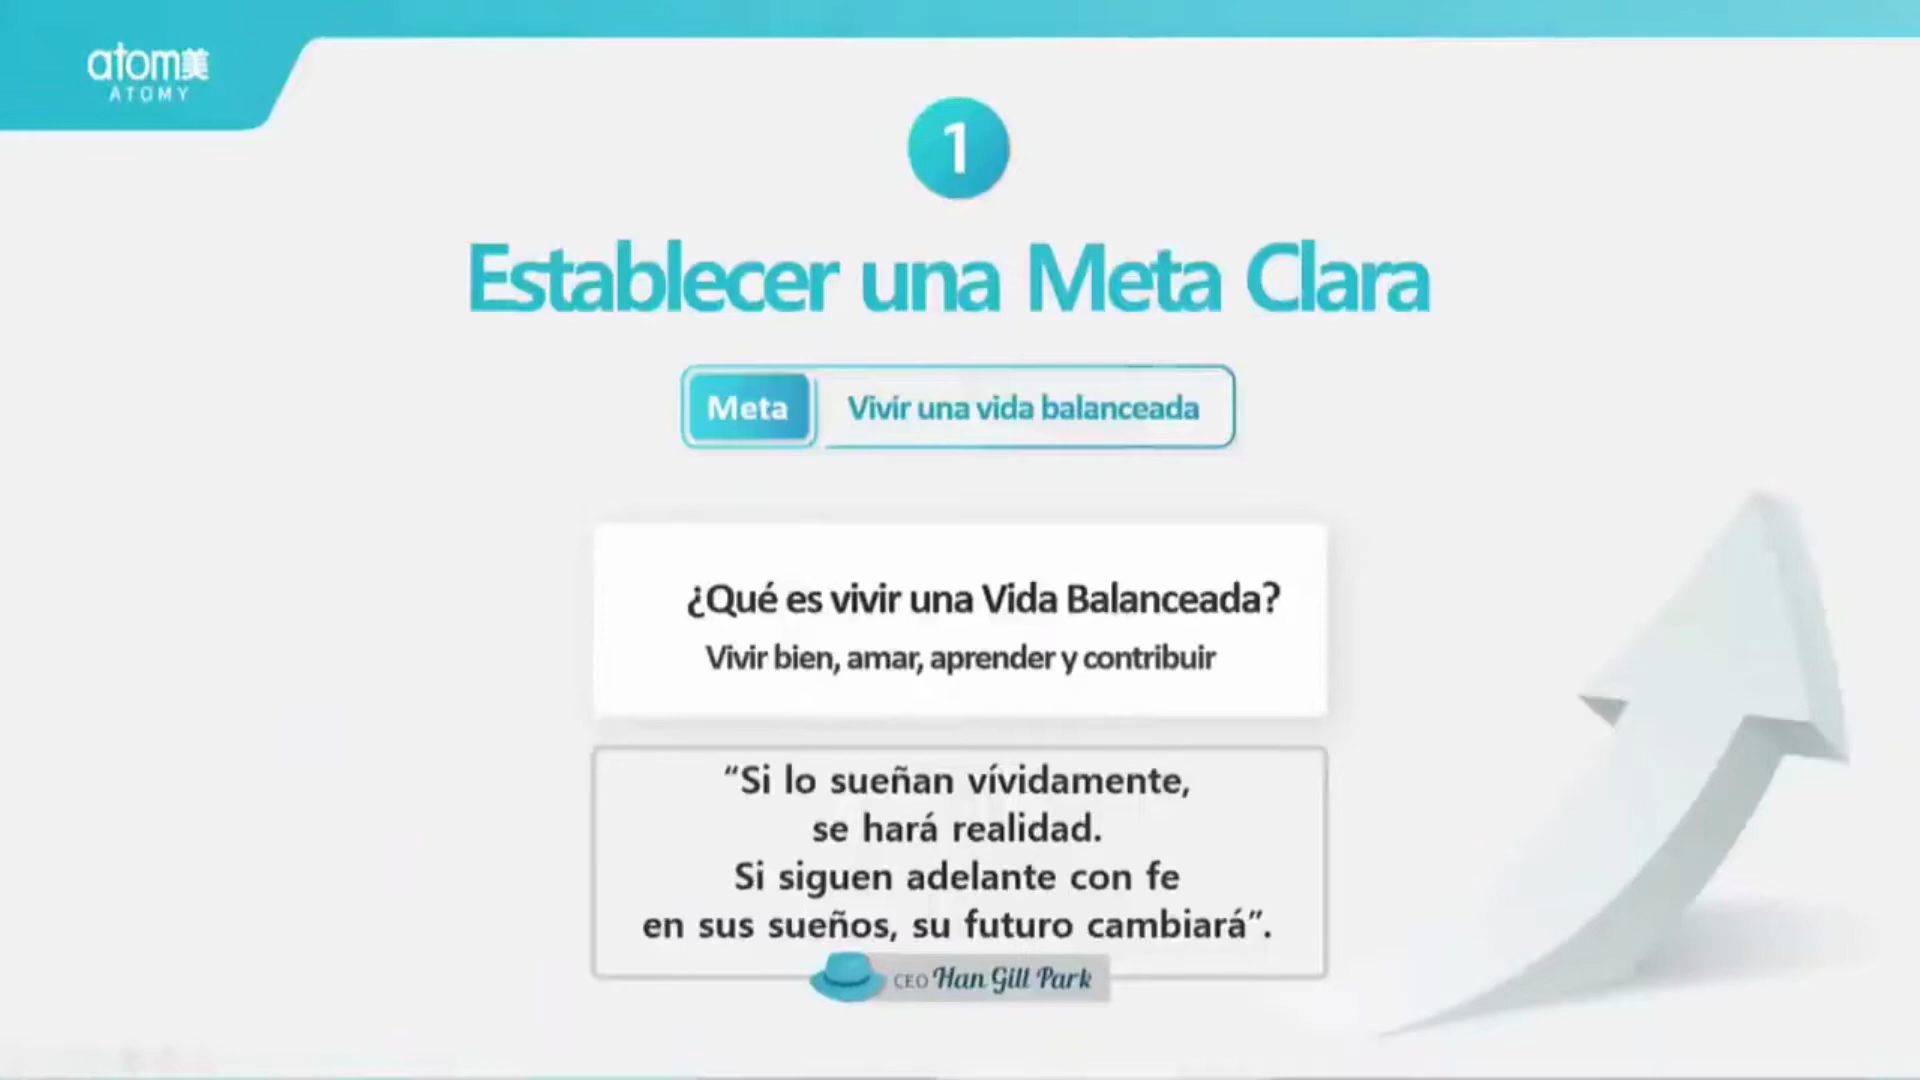 atom美
ATOMY
1
Establecer una Meta Clara
Meta
Vivir una vida balanceada
¿Qué es vivir una Vida Balanceada?
Vivir bien, amar, aprender y contribuir
“Si lo sueñan vívidamente,
se hará realidad.
Si siguen adelante con fe
en sus sueños, su futuro cambiará”.
CEO Han Gill Park